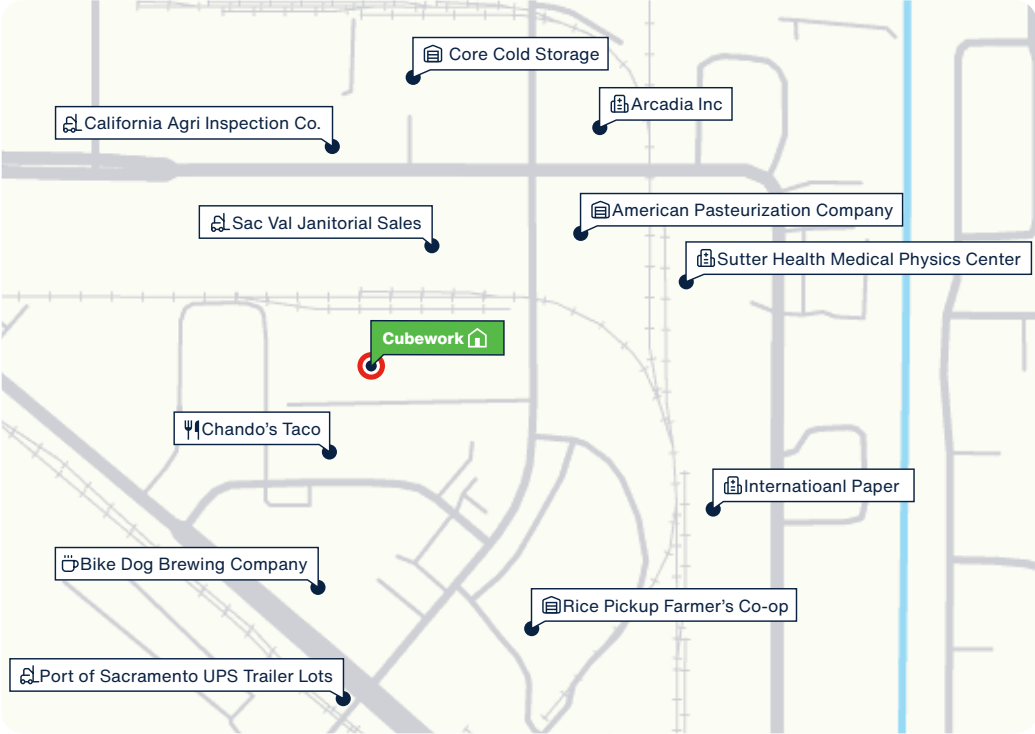 Core Cold Storage
Arcadia Inc
California Agri Inspection Co.
American Pasteurization Company
Sac Val Janitorial Sales
Sutter Health Medical Physics Center
Cubework
Chando's Taco
Internatioanl Paper
Bike Dog Brewing Company
Rice Pickup Farmer's Co-op
Port of Sacramento UPS Trailer Lots